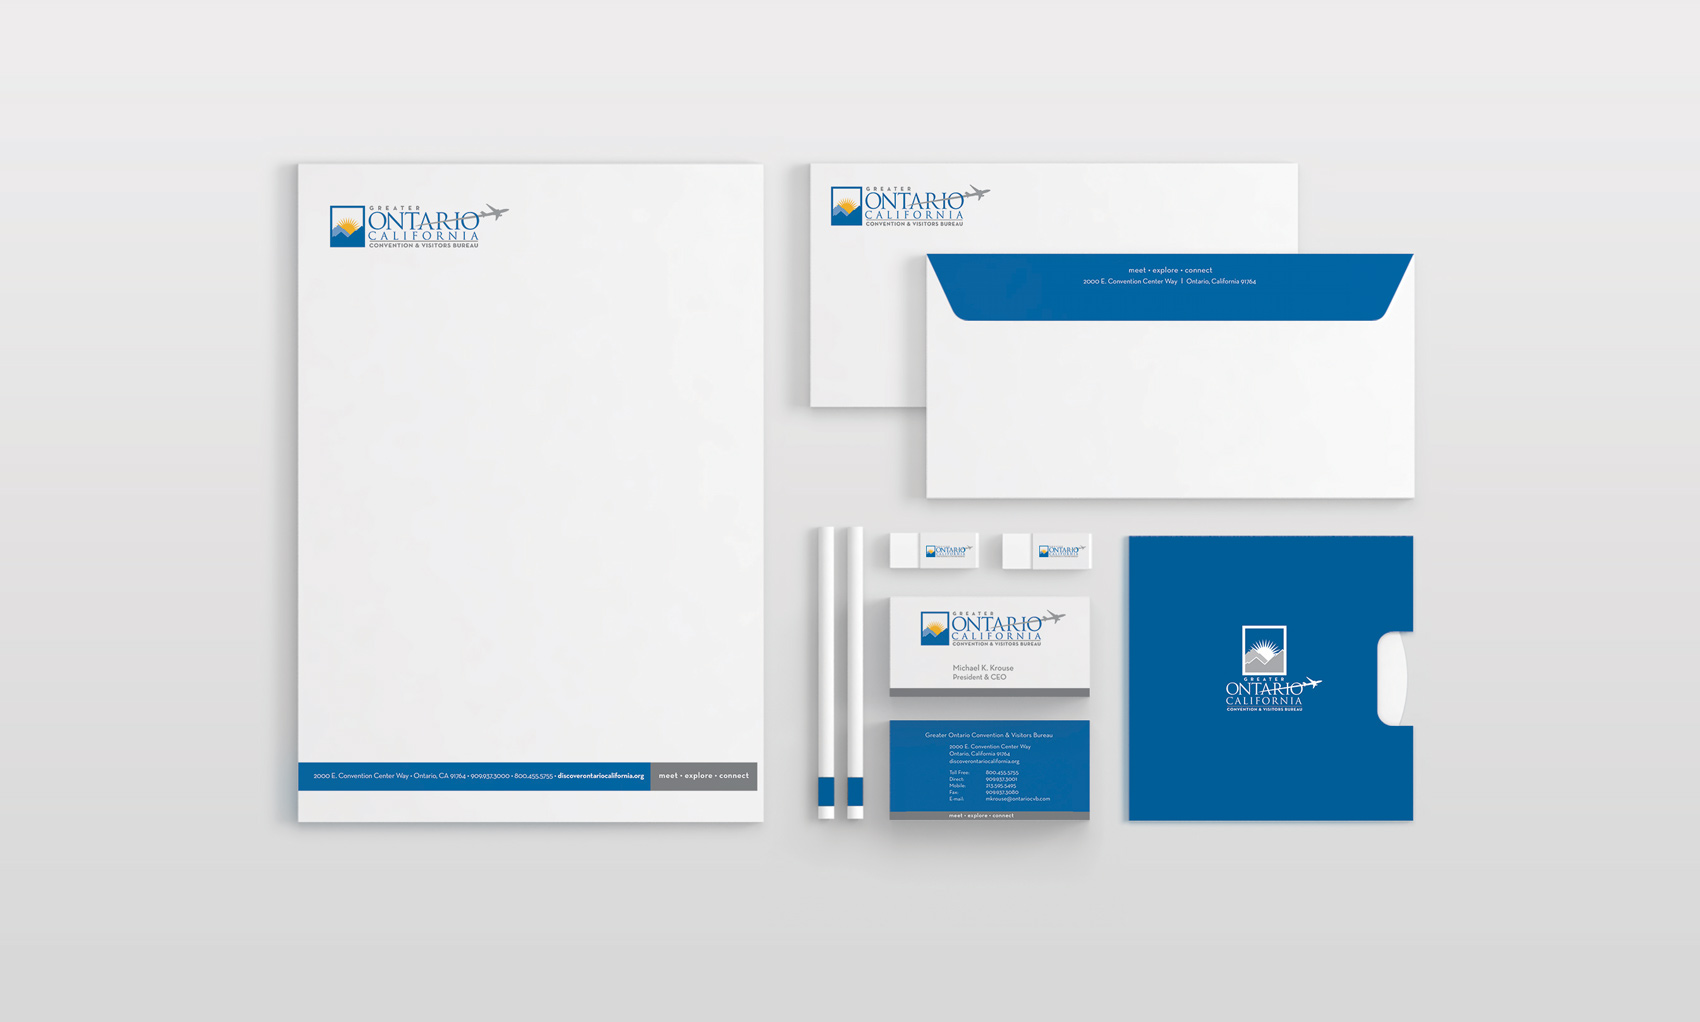 GREATER
ONTARIO
CALIFORNIA
CONVENTION & VISITORS BUREAU
2000 E. Convention Center Way • Ontario, CA 91764 • 909.937.3000 • 800.455.5755 • discoverontariocalifornia.org
meet • explore • connect
GREATER
ONTARIO
CALIFORNIA
CONVENTION & VISITORS BUREAU
meet • explore • connect
2000 E. Convention Center Way | Ontario, California 91764
ONTARIO
CALIFORNIA
ONTARIO
CALIFORNIA
GREATER
ONTARIO
CALIFORNIA
CONVENTION & VISITORS BUREAU
Michael K. Krouse
President & CEO
Greater Ontario Convention & Visitors Bureau
2000 E. Convention Center Way
Ontario, California 91764
discoverontariocalifornia.org
Toll Free: 800.455.5755
Direct: 909.937.3001
Mobile: 213.595.5495
Fax: 909.937.3080
E-mail: mkrouse@ontariocvb.com
meet • explore • connect
GREATER
ONTARIO
CALIFORNIA
CONVENTION & VISITORS BUREAU